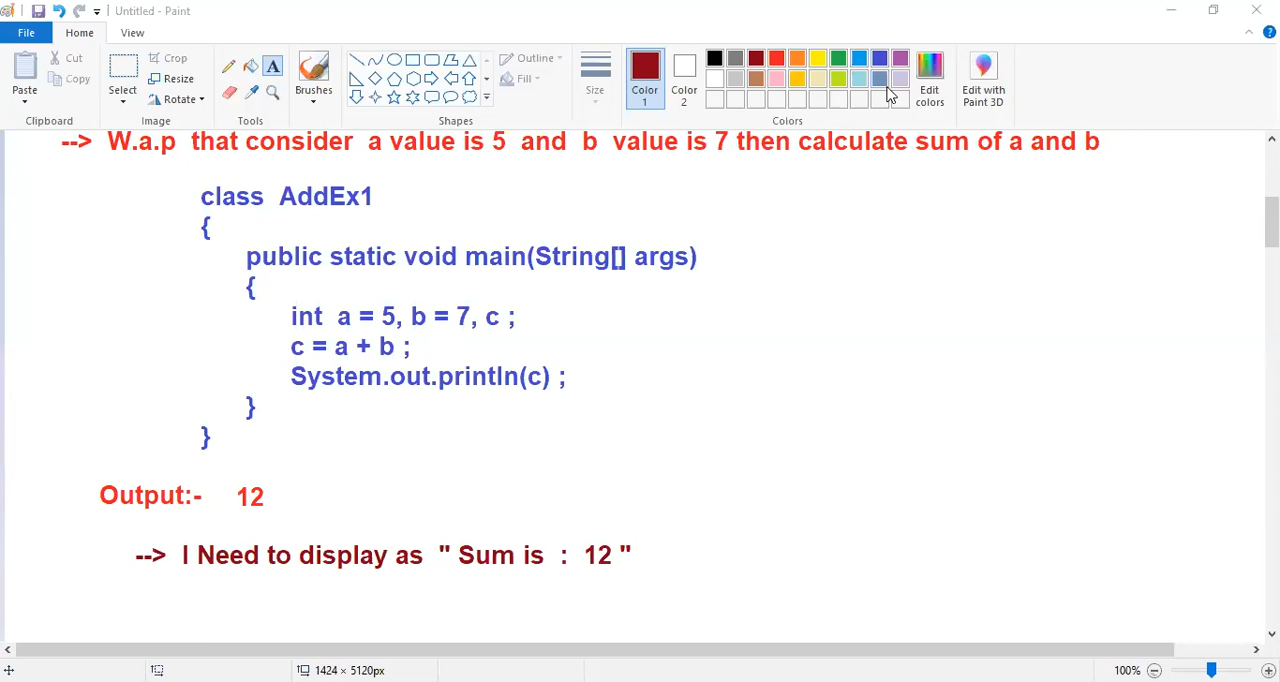 Untitled - Paint
File Home View
Paste Cut Copy Select Crop Resize Rotate A Brushes Outline Fill Size Color 1 Color 2 Edit colors Edit with Paint 3D
Clipboard Image Tools Shapes Colors
--> W.a.p that consider a value is 5 and b value is 7 then calculate sum of a and b
class AddEx1
{
public static void main(String[] args)
{
int a = 5, b = 7, c ;
c = a + b ;
System.out.println(c) ;
}
}
Output:- 12
--> I Need to display as " Sum is : 12 "
1424 × 5120px 100%